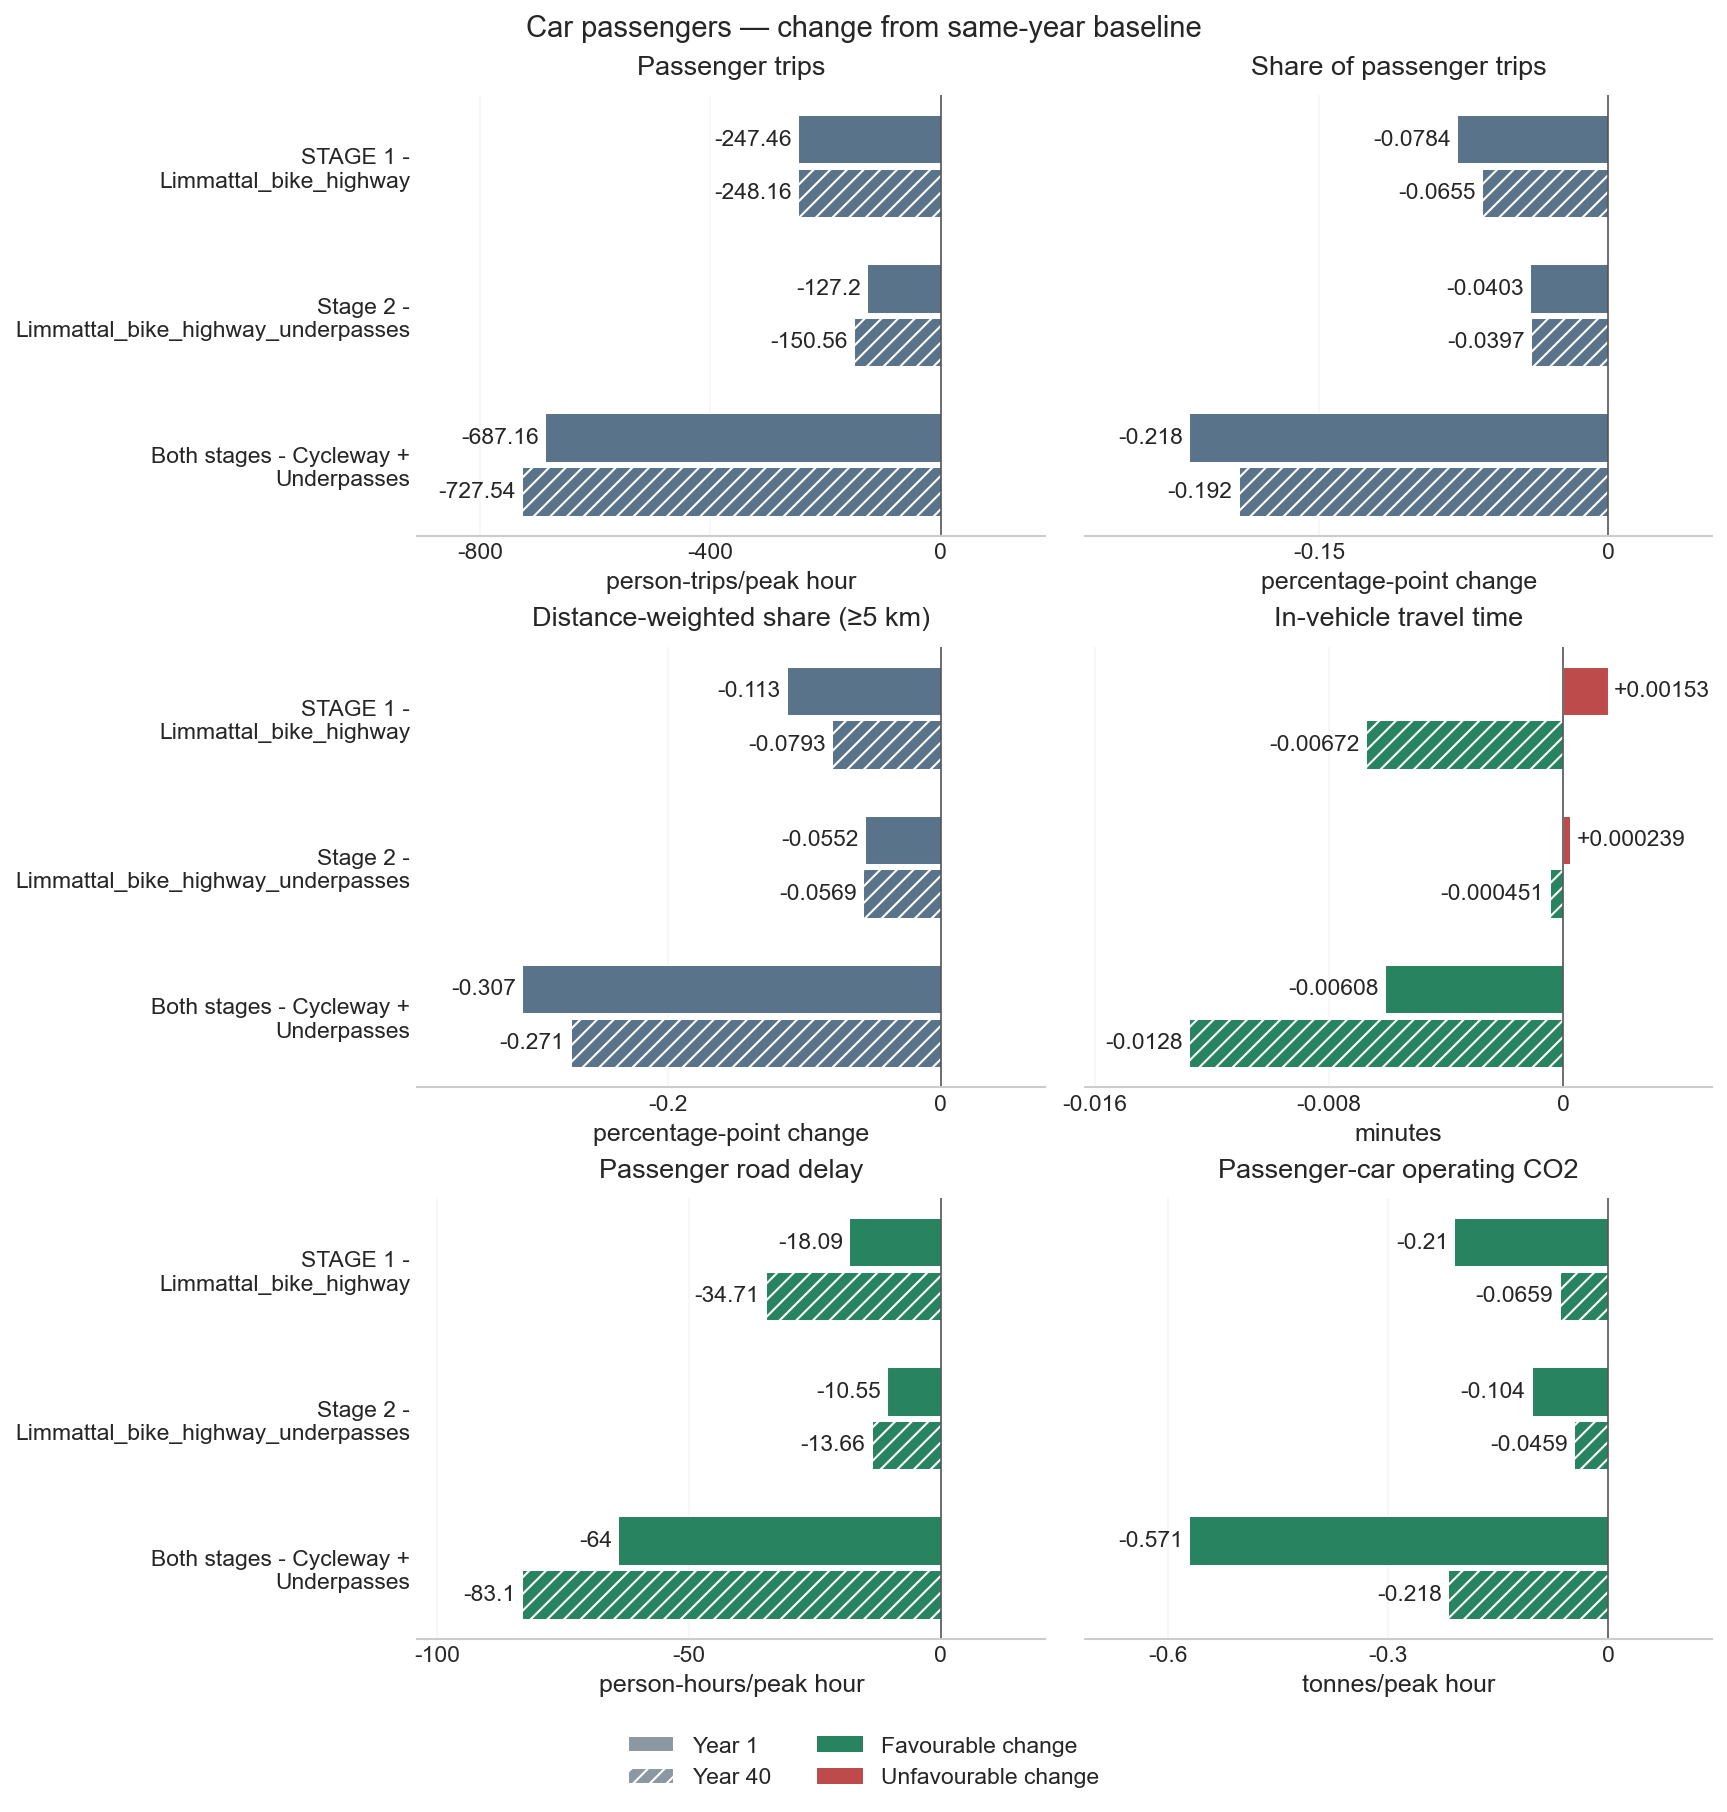 Car passengers — change from same-year baseline
Passenger trips
STAGE 1 -
Limmattal_bike_highway
Stage 2 -
Limmattal_bike_highway_underpasses
Both stages - Cycleway +
Underpasses
-247.46
-248.16
-127.2
-150.56
-687.16
-727.54
-800
-400
0
person-trips/peak hour
Share of passenger trips
-0.0784
-0.0655
-0.0403
-0.0397
-0.218
-0.192
-0.15
0
percentage-point change
Distance-weighted share (≥5 km)
STAGE 1 -
Limmattal_bike_highway
Stage 2 -
Limmattal_bike_highway_underpasses
Both stages - Cycleway +
Underpasses
-0.113
-0.0793
-0.0552
-0.0569
-0.307
-0.271
-0.2
0
percentage-point change
In-vehicle travel time
+0.00153
-0.00672
+0.000239
-0.000451
-0.00608
-0.0128
-0.016
-0.008
0
minutes
Passenger road delay
STAGE 1 -
Limmattal_bike_highway
Stage 2 -
Limmattal_bike_highway_underpasses
Both stages - Cycleway +
Underpasses
-18.09
-34.71
-10.55
-13.66
-64
-83.1
-100
-50
0
person-hours/peak hour
Passenger-car operating CO2
-0.21
-0.0659
-0.104
-0.0459
-0.571
-0.218
-0.6
-0.3
0
tonnes/peak hour
Year 1
Year 40
Favourable change
Unfavourable change